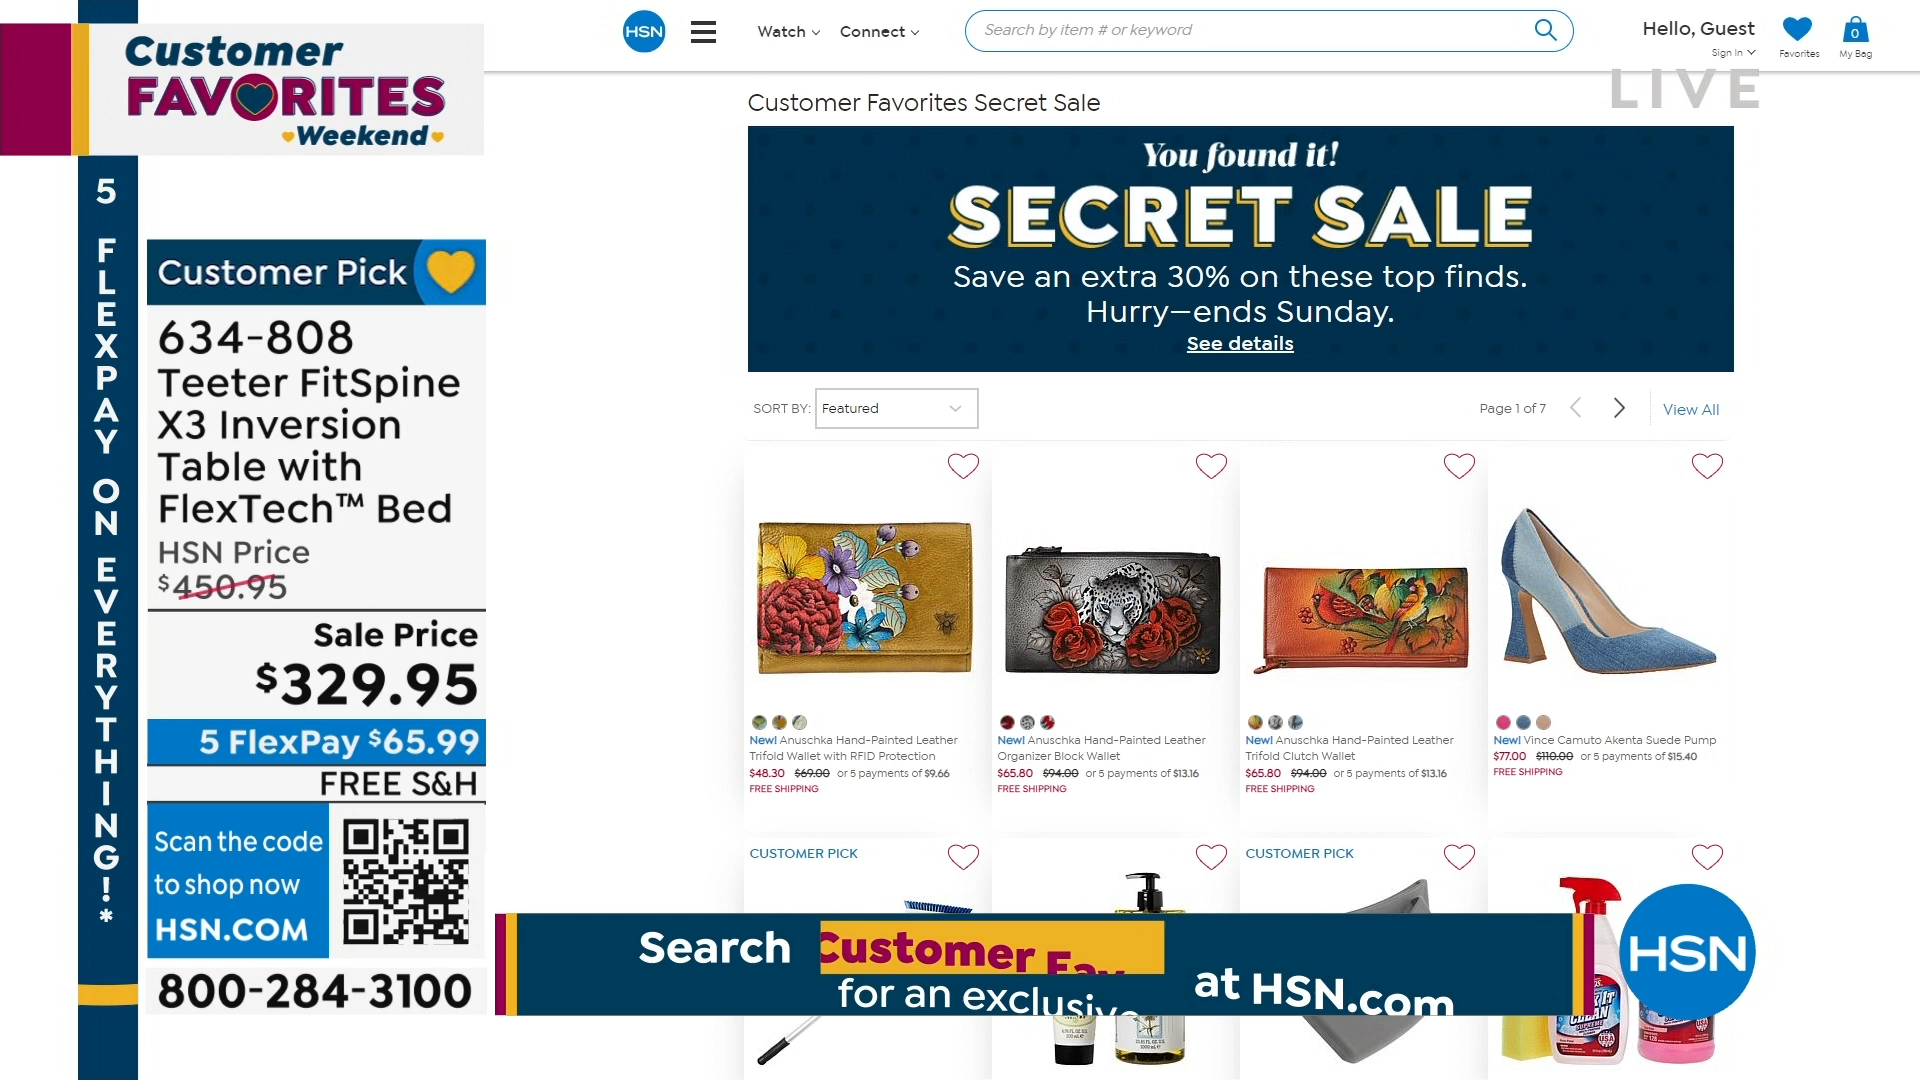 Customer
FAVORITES
Weekend
5 FLEXPAY ON EVERYTHING!*
Customer Pick
634-808
Teeter FitSpine
X3 Inversion
Table with
FlexTech™ Bed
HSN Price
$450.95
Sale Price
$329.95
5 FlexPay $65.99
FREE S&H
Scan the code
to shop now
HSN.COM
800-284-3100
HSN
Watch
Connect
Search by item # or keyword
Hello, Guest
Sign In
Favorites
0
My Bag
LIVE
Customer Favorites Secret Sale
You found it!
SECRET SALE
Save an extra 30% on these top finds.
Hurry—ends Sunday.
See details
SORT BY: Featured
Page 1 of 7
View All
New! Anuschka Hand-Painted Leather
Trifold Wallet with RFID Protection
$48.30 $69.00 or 5 payments of $9.66
FREE SHIPPING
New! Anuschka Hand-Painted Leather
Organizer Block Wallet
$65.80 $94.00 or 5 payments of $13.16
FREE SHIPPING
New! Anuschka Hand-Painted Leather
Trifold Clutch Wallet
$65.80 $94.00 or 5 payments of $13.16
FREE SHIPPING
New! Vince Camuto Akenta Suede Pump
$77.00 $110.00 or 5 payments of $15.40
FREE SHIPPING
CUSTOMER PICK
CUSTOMER PICK
Search Customer Fav at HSN.com
for an exclusive
HSN